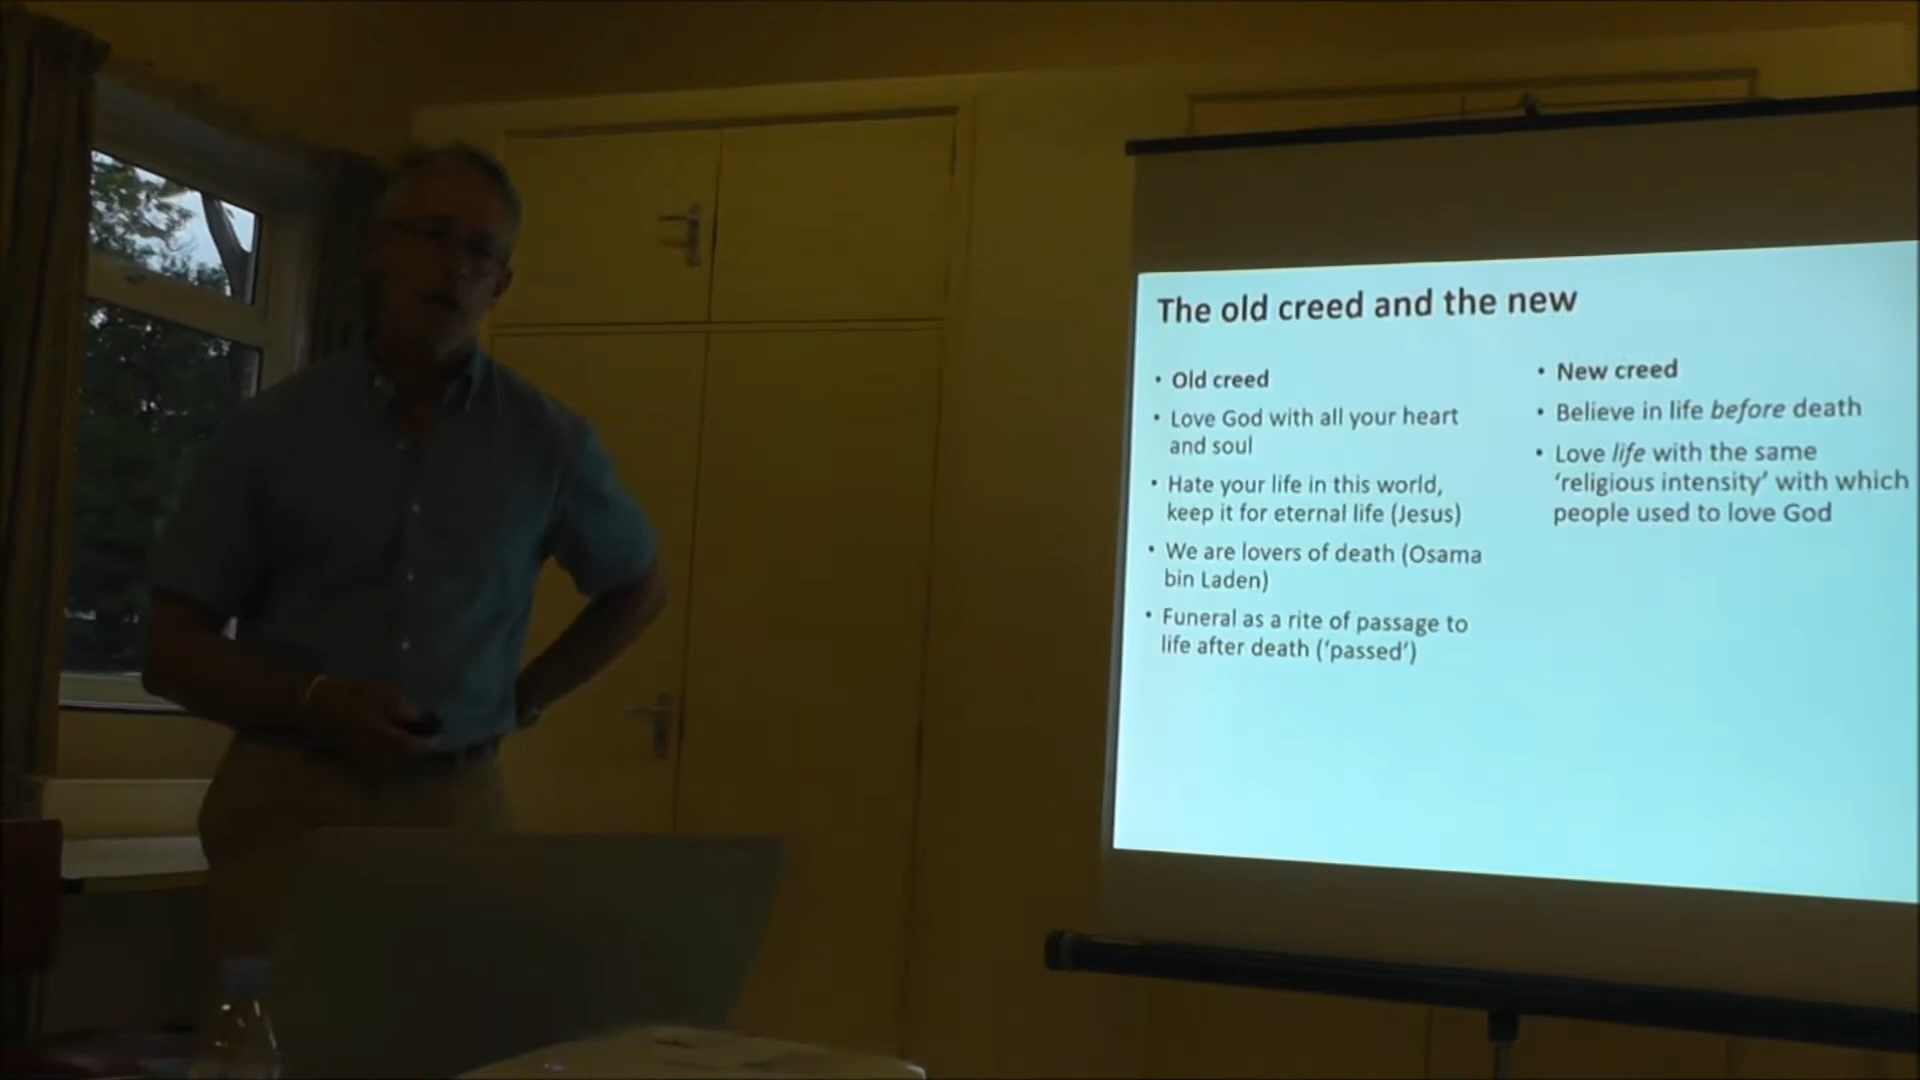 The old creed and the new
• Old creed
• Love God with all your heart
and soul
• Hate your life in this world,
keep it for eternal life (Jesus)
• We are lovers of death (Osama
bin Laden)
• Funeral as a rite of passage to
life after death (‘passed’)
• New creed
• Believe in life before death
• Love life with the same
‘religious intensity’ with which
people used to love God